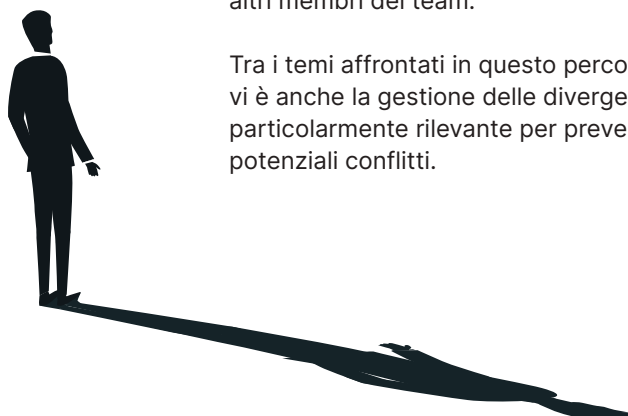 altri membri del team.
Tra i temi affrontati in questo perco
vi è anche la gestione delle diverge
particolarmente rilevante per preve
potenziali conflitti.